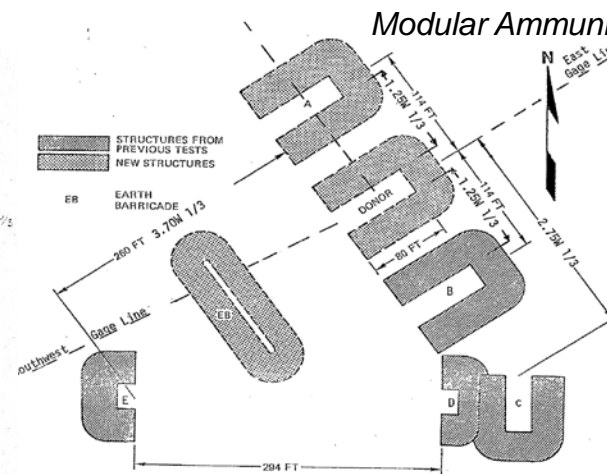 Modular Ammuni
N
East
Gage Line
A
114 FT
1.25W 1/3
STRUCTURES FROM
PREVIOUS TESTS
NEW STRUCTURES
EB EARTH
BARRICADE
DONOR
114 FT
1.25W 1/3
2.75W 1/3
80 FT
260 FT 3.70W 1/3
B
EB
Southwest Gage Line
E
D
C
294 FT